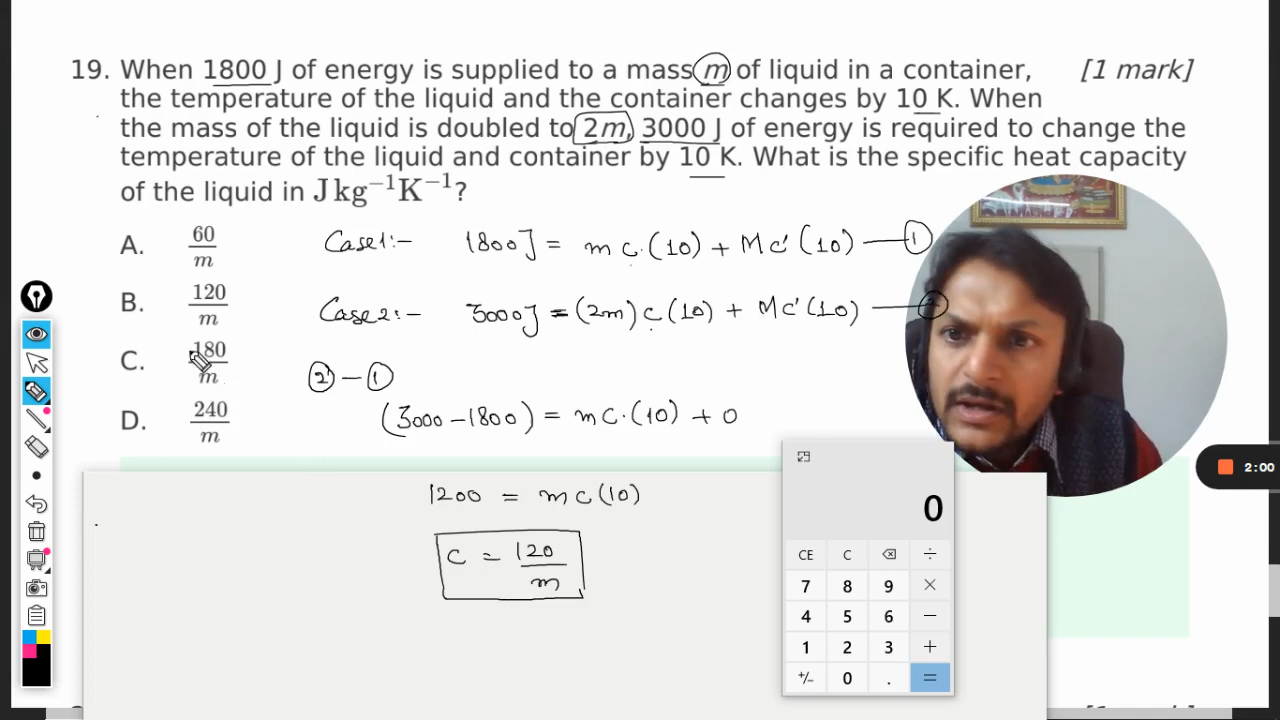 19. When 1800 J of energy is supplied to a mass m of liquid in a container, [1 mark]
the temperature of the liquid and the container changes by 10 K. When
the mass of the liquid is doubled to 2m, 3000 J of energy is required to change the
temperature of the liquid and container by 10 K. What is the specific heat capacity
of the liquid in J kg⁻¹ K⁻¹?
A. 60/m
Case1:- 1800J = mc·(10) + Mc'(10) — ①
B. 120/m
Case2:- 3000J = (2m)c(10) + Mc'(10) — ②
C. 180/m
② — ①
D. 240/m
(3000 – 1800) = mc·(10) + 0
1200 = mc(10)
c = 120/m
0
CE C ⌫ ÷
7 8 9 ×
4 5 6 −
1 2 3 +
+/- 0 . =
2:00